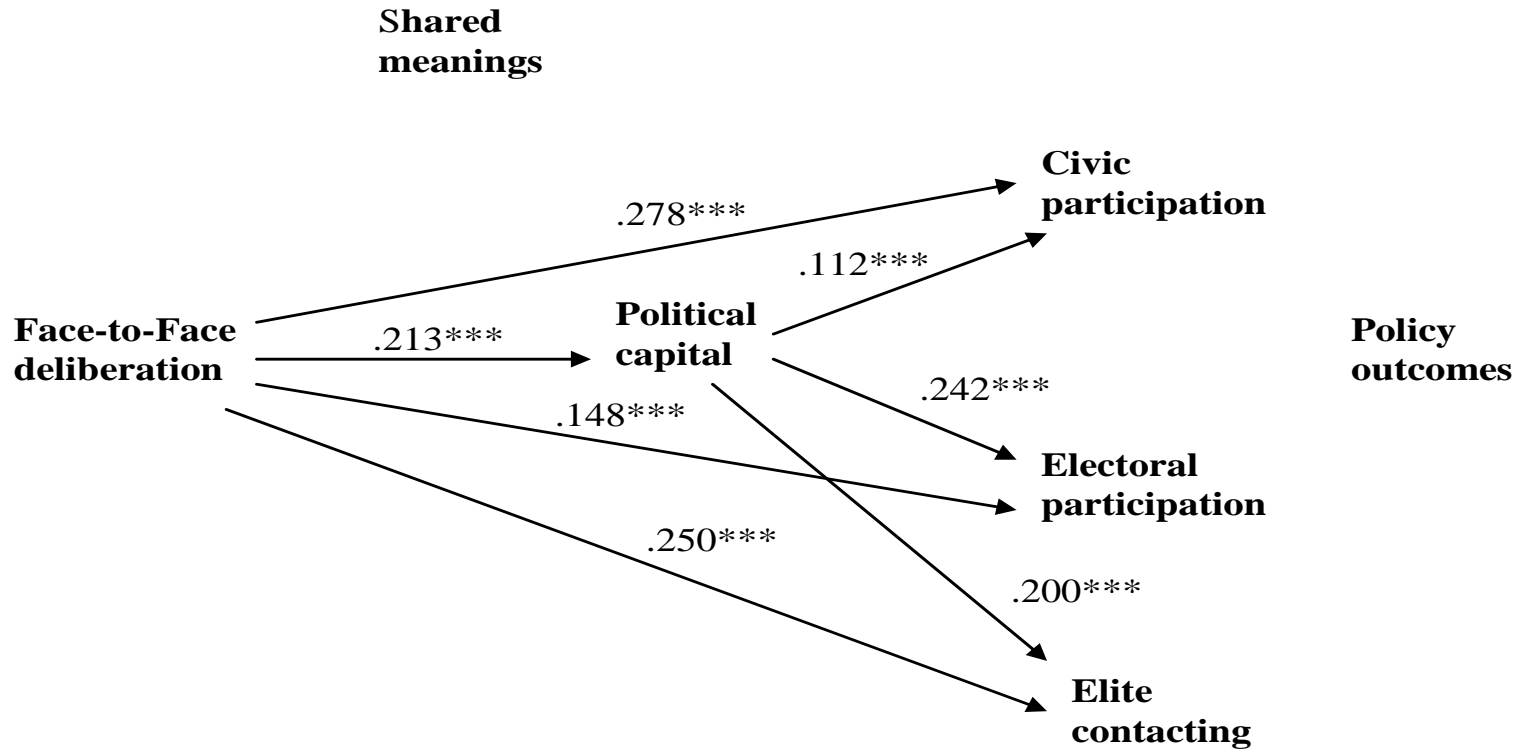 Shared
meanings
Civic
participation
.278***
.112***
Face-to-Face
deliberation
.213***
Political
capital
Policy
outcomes
.148***
.242***
Electoral
participation
.250***
.200***
Elite
contacting